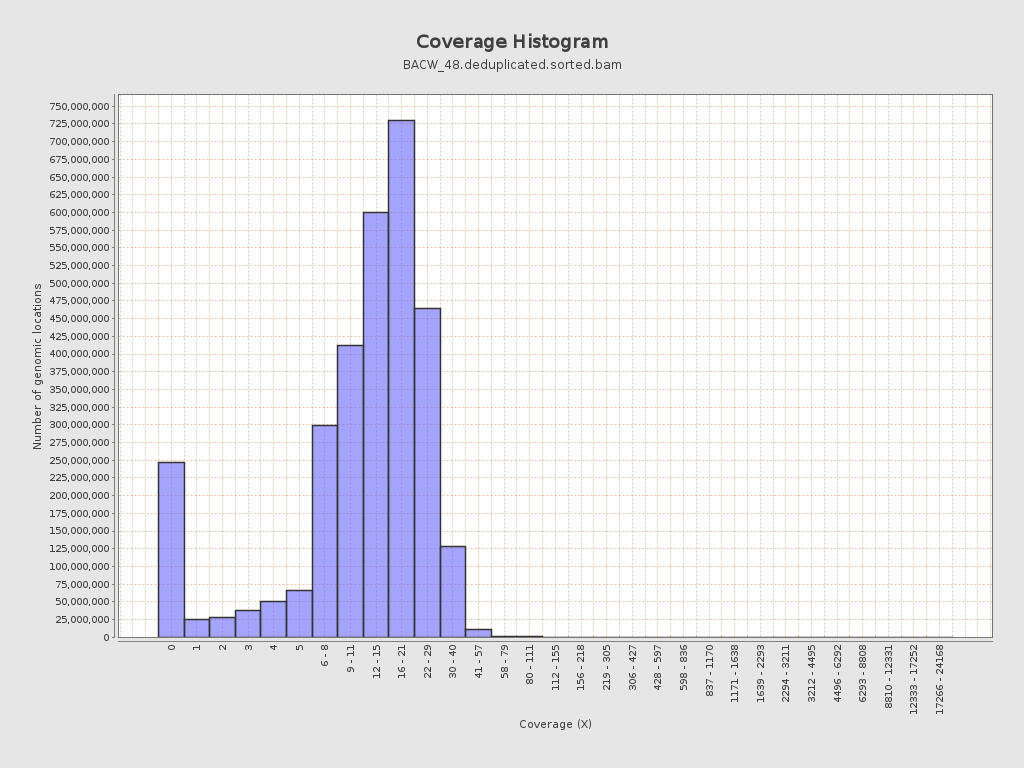 Coverage Histogram
BACW_48.deduplicated.sorted.bam
750,000,000
725,000,000
700,000,000
675,000,000
650,000,000
625,000,000
600,000,000
575,000,000
550,000,000
525,000,000
500,000,000
475,000,000
450,000,000
425,000,000
400,000,000
375,000,000
350,000,000
325,000,000
300,000,000
275,000,000
250,000,000
225,000,000
200,000,000
175,000,000
150,000,000
125,000,000
100,000,000
75,000,000
50,000,000
25,000,000
0
Number of genomic locations
0
1
2
3
4
5
6 - 8
9 - 11
12 - 15
16 - 21
22 - 29
30 - 40
41 - 57
58 - 79
80 - 111
112 - 155
156 - 218
219 - 305
306 - 427
428 - 597
598 - 836
837 - 1170
1171 - 1638
1639 - 2293
2294 - 3211
3212 - 4495
4496 - 6292
6293 - 8808
8810 - 12331
12333 - 17252
17266 - 24168
Coverage (X)